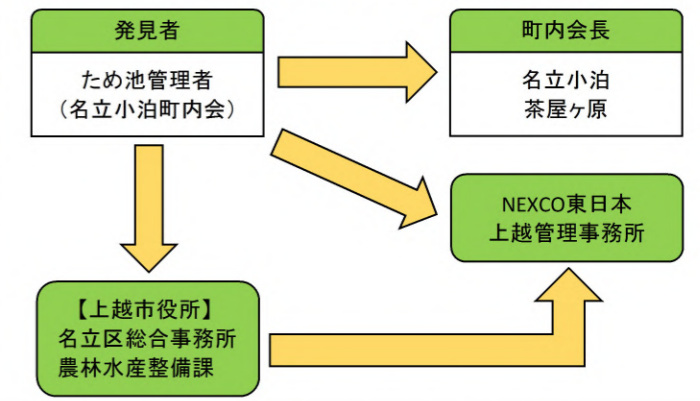 発見者
ため池管理者
（名立小泊町内会）
町内会長
名立小泊
茶屋ヶ原
NEXCO東日本
上越管理事務所
【上越市役所】
名立区総合事務所
農林水産整備課